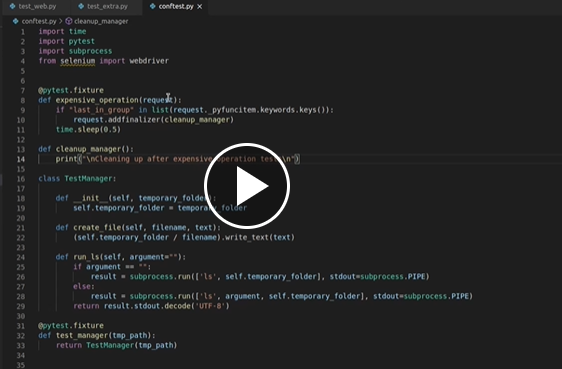 test_web.py test_extra.py conftest.py ×
conftest.py > cleanup_manager
1 import time
2 import pytest
3 import subprocess
4 from selenium import webdriver
5
6
7 @pytest.fixture
8 def expensive_operation(request):
9 if "last_in_group" in list(request._pyfuncitem.keywords.keys()):
10 request.addfinalizer(cleanup_manager)
11 time.sleep(0.5)
12
13 def cleanup_manager():
14 print("\nCleaning up after expensive operation \n")
15
16 class TestManager:
17
18 def __init__(self, temporary_folder):
19 self.temporary_folder = temporary_folder
20
21 def create_file(self, filename, text):
22 (self.temporary_folder / filename).write_text(text)
23
24 def run_ls(self, argument=""):
25 if argument == "":
26 result = subprocess.run(['ls', self.temporary_folder], stdout=subprocess.PIPE)
27 else:
28 result = subprocess.run(['ls', argument, self.temporary_folder], stdout=subprocess.PIPE)
29 return result.stdout.decode('UTF-8')
30
31 @pytest.fixture
32 def test_manager(tmp_path):
33 return TestManager(tmp_path)
34
35